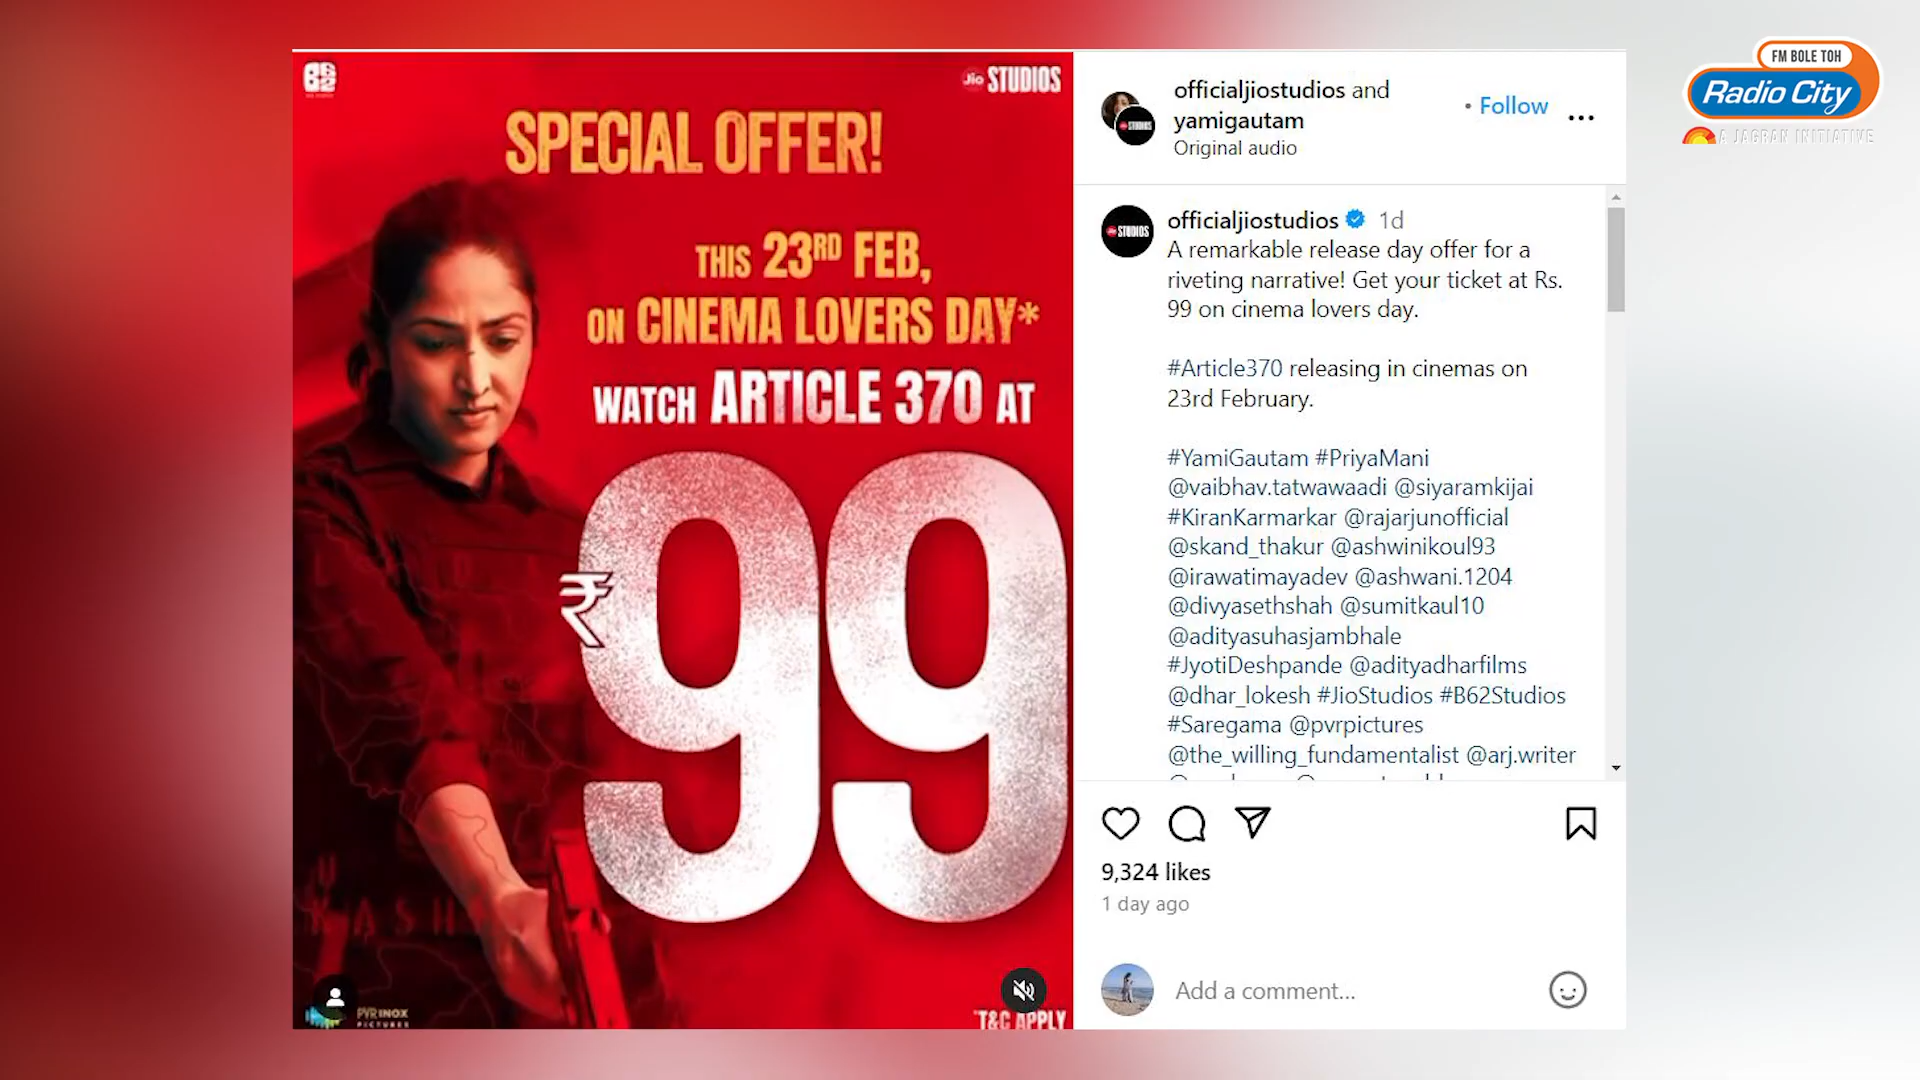 B62
Jio STUDIOS
SPECIAL OFFER!
THIS 23RD FEB,
ON CINEMA LOVERS DAY*
WATCH ARTICLE 370 AT
₹99
PVR INOX
PICTURES
*T&C APPLY
officialjiostudios and
yamigautam
• Follow
Original audio
Jio STUDIOS
officialjiostudios 1d
A remarkable release day offer for a
riveting narrative! Get your ticket at Rs.
99 on cinema lovers day.
#Article370 releasing in cinemas on
23rd February.
#YamiGautam #PriyaMani
@vaibhav.tatwawaadi @siyaramkijai
#KiranKarmarkar @rajarjunofficial
@skand_thakur @ashwinikoul93
@irawatimayadev @ashwani.1204
@divyasethshah @sumitkaul10
@adityasuhasjambhale
#JyotiDeshpande @adityadharfilms
@dhar_lokesh #JioStudios #B62Studios
#Saregama @pvrpictures
@the_willing_fundamentalist @arj.writer
9,324 likes
1 day ago
Add a comment...
FM BOLE TOH
Radio City
A JAGRAN INITIATIVE